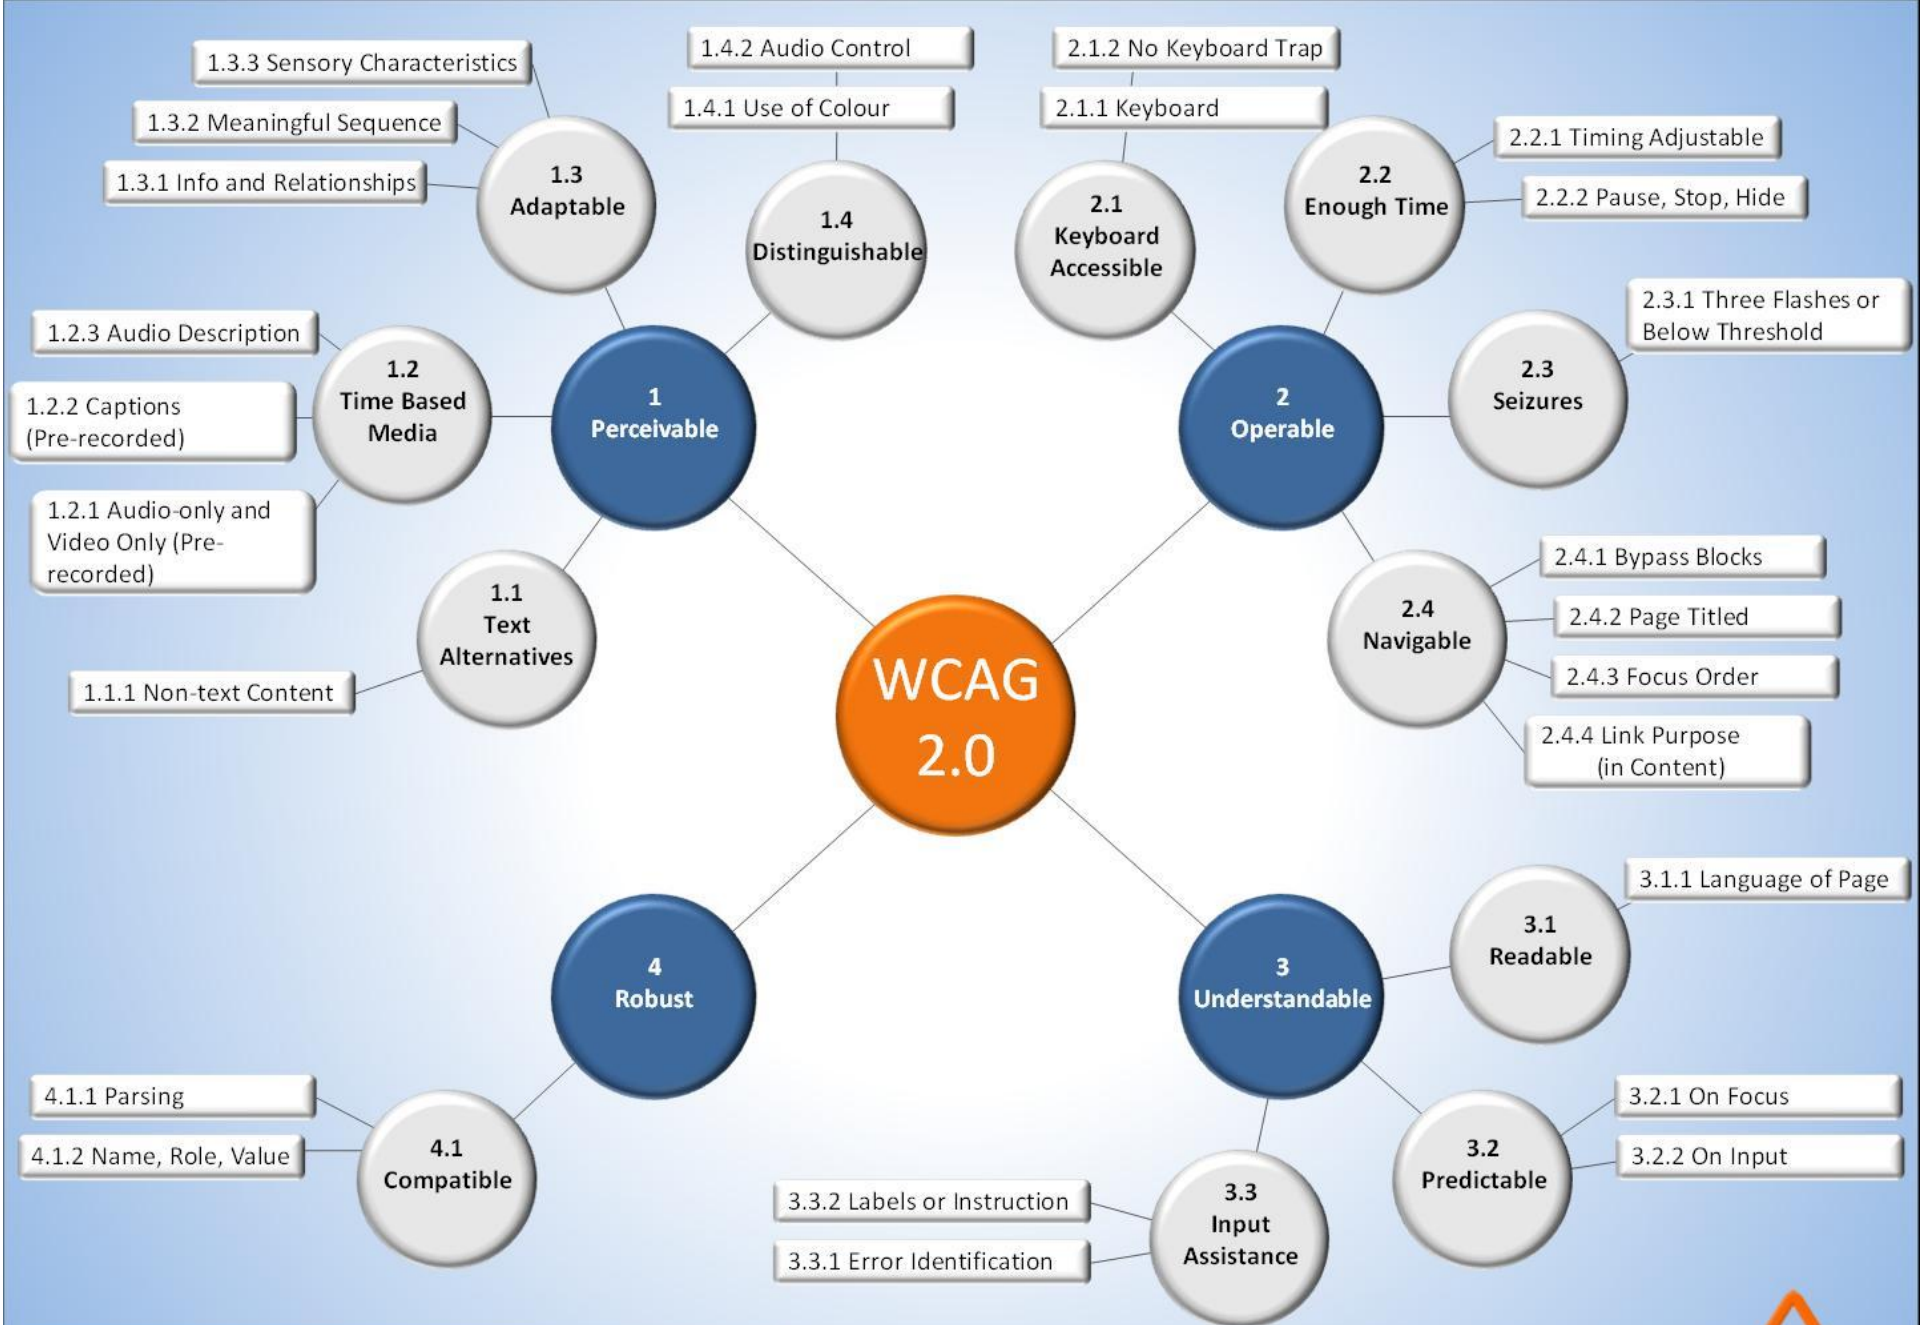 WCAG
2.0
1
Perceivable
1.1
Text
Alternatives
1.1.1 Non-text Content
1.2
Time Based
Media
1.2.1 Audio-only and
Video Only (Pre-
recorded)
1.2.2 Captions
(Pre-recorded)
1.2.3 Audio Description
1.3
Adaptable
1.3.1 Info and Relationships
1.3.2 Meaningful Sequence
1.3.3 Sensory Characteristics
1.4
Distinguishable
1.4.1 Use of Colour
1.4.2 Audio Control
2
Operable
2.1
Keyboard
Accessible
2.1.1 Keyboard
2.1.2 No Keyboard Trap
2.2
Enough Time
2.2.1 Timing Adjustable
2.2.2 Pause, Stop, Hide
2.3
Seizures
2.3.1 Three Flashes or
Below Threshold
2.4
Navigable
2.4.1 Bypass Blocks
2.4.2 Page Titled
2.4.3 Focus Order
2.4.4 Link Purpose
(in Content)
3
Understandable
3.1
Readable
3.1.1 Language of Page
3.2
Predictable
3.2.1 On Focus
3.2.2 On Input
3.3
Input
Assistance
3.3.2 Labels or Instruction
3.3.1 Error Identification
4
Robust
4.1
Compatible
4.1.1 Parsing
4.1.2 Name, Role, Value